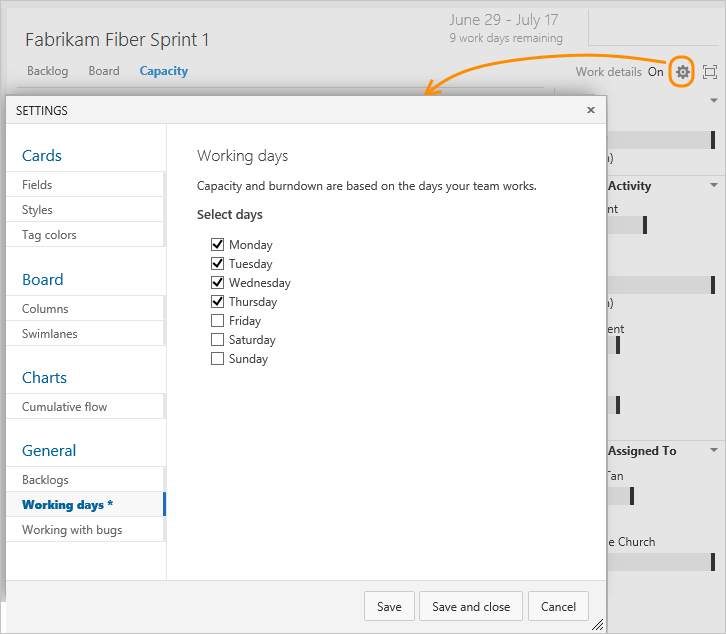 June 29 - July 17
Fabrikam Fiber Sprint 1
9 work days remaining
Backlog Board Capacity
Work details On
SETTINGS
Cards
Fields
Styles
Tag colors
Board
Columns
Swimlanes
Charts
Cumulative flow
General
Backlogs
Working days *
Working with bugs
Working days
Capacity and burndown are based on the days your team works.
Select days
Monday
Tuesday
Wednesday
Thursday
Friday
Saturday
Sunday
Save Save and close Cancel
Activity
nt
ent
Assigned To
Tan
e Church